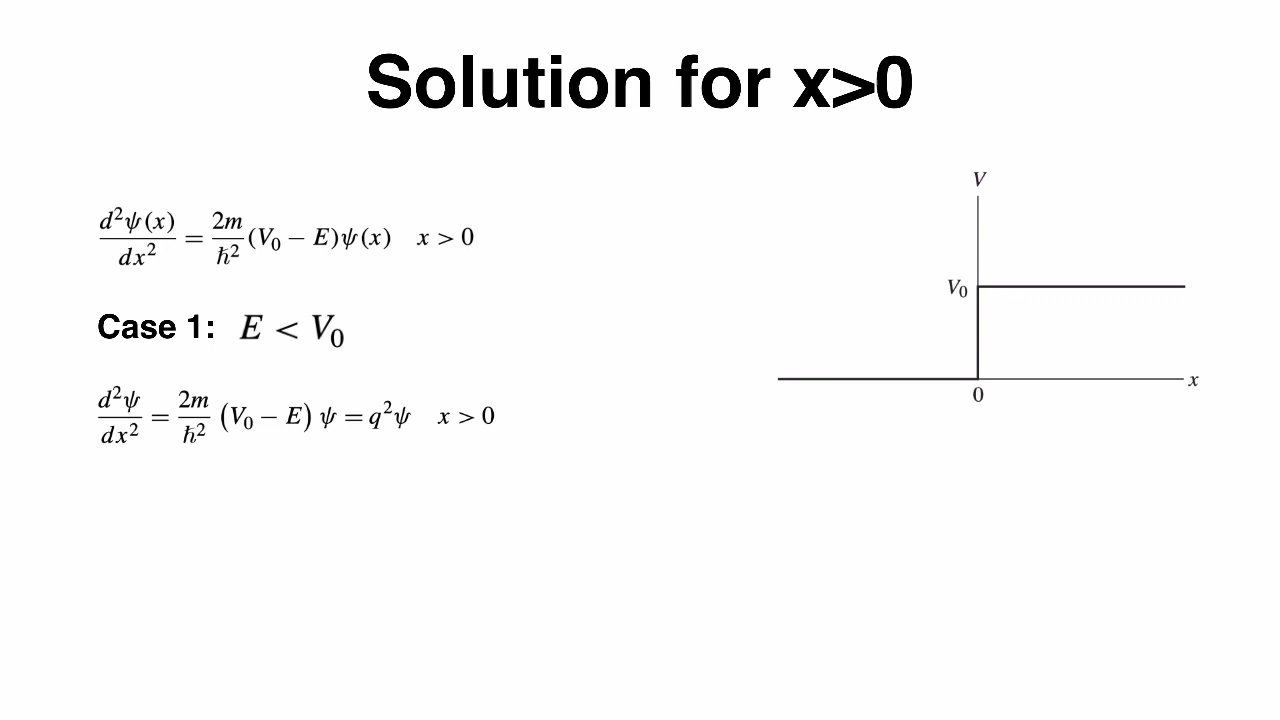 Solution for x>0
d²ψ(x)/dx² = 2m/ħ² (V₀ − E)ψ(x) x > 0
Case 1: E < V₀
d²ψ/dx² = 2m/ħ² (V₀ − E) ψ = q²ψ x > 0
V
V₀
x
0